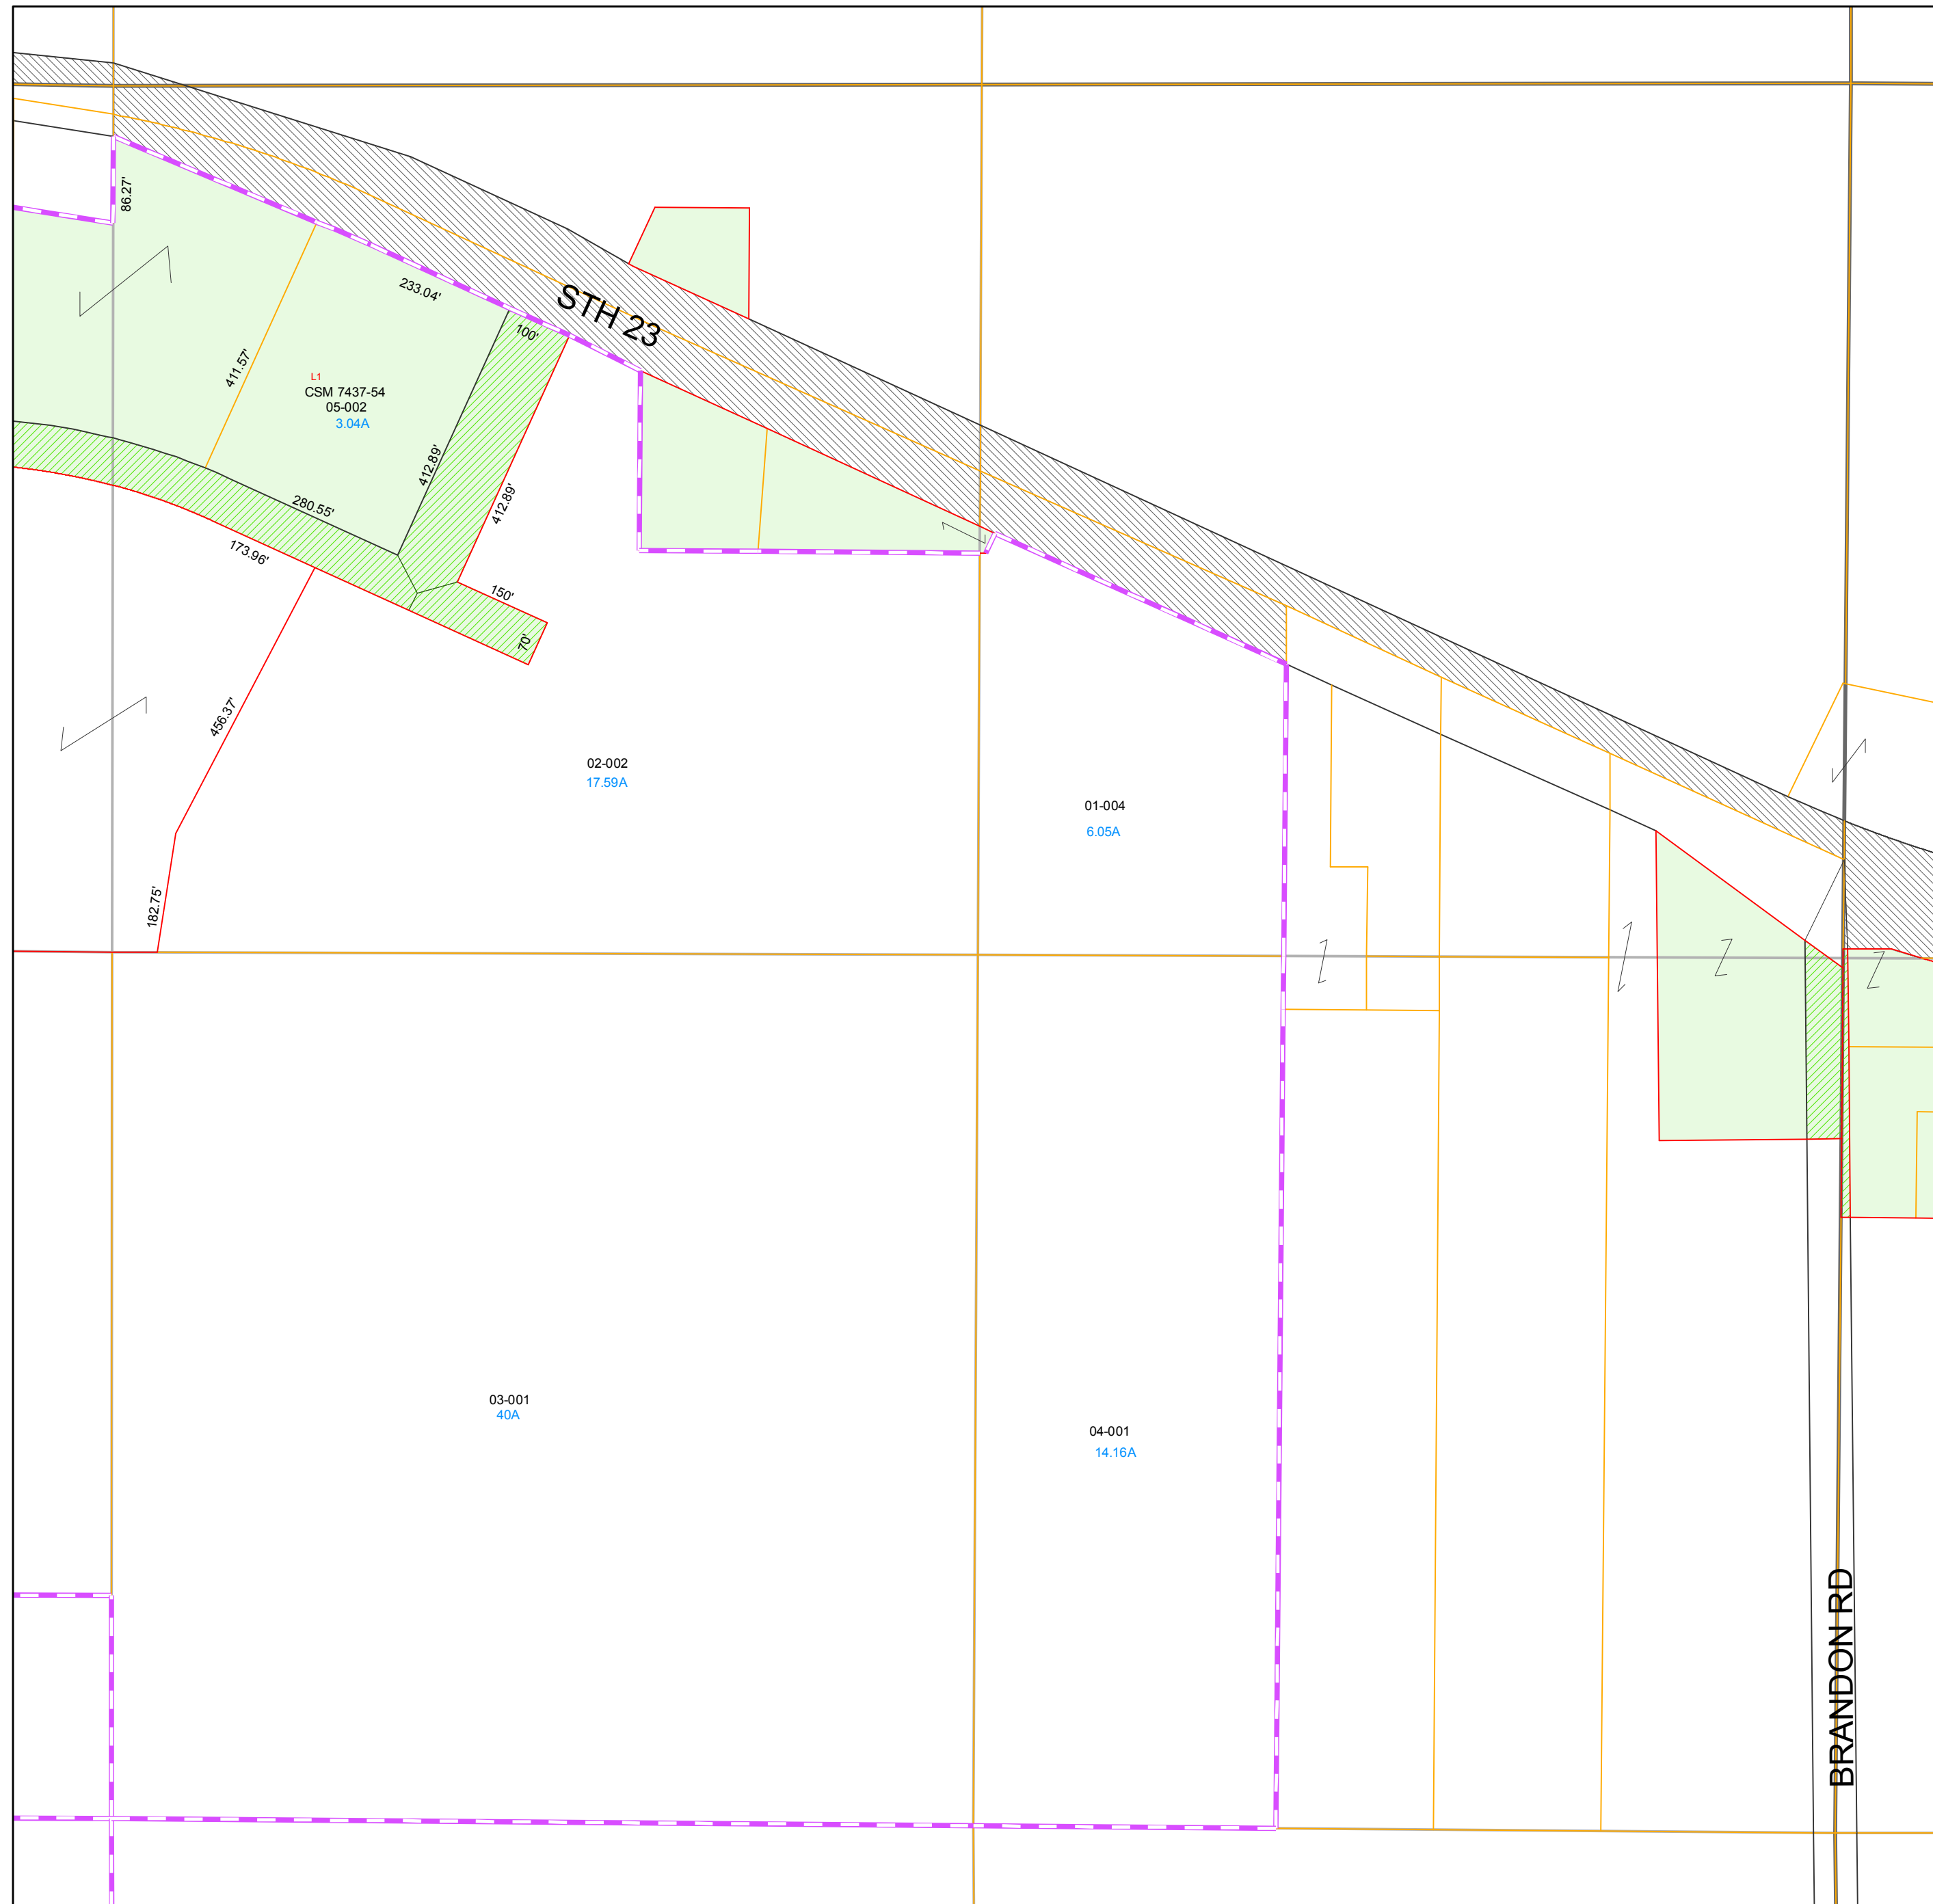 86.27'
233.04'
STH 23
100'
411.57'
L1
CSM 7437-54
05-002
3.04A
412.89'
412.89'
280.55'
173.96'
150'
70'
456.37'
02-002
17.59A
01-004
6.05A
182.75'
03-001
40A
04-001
14.16A
BRANDON RD